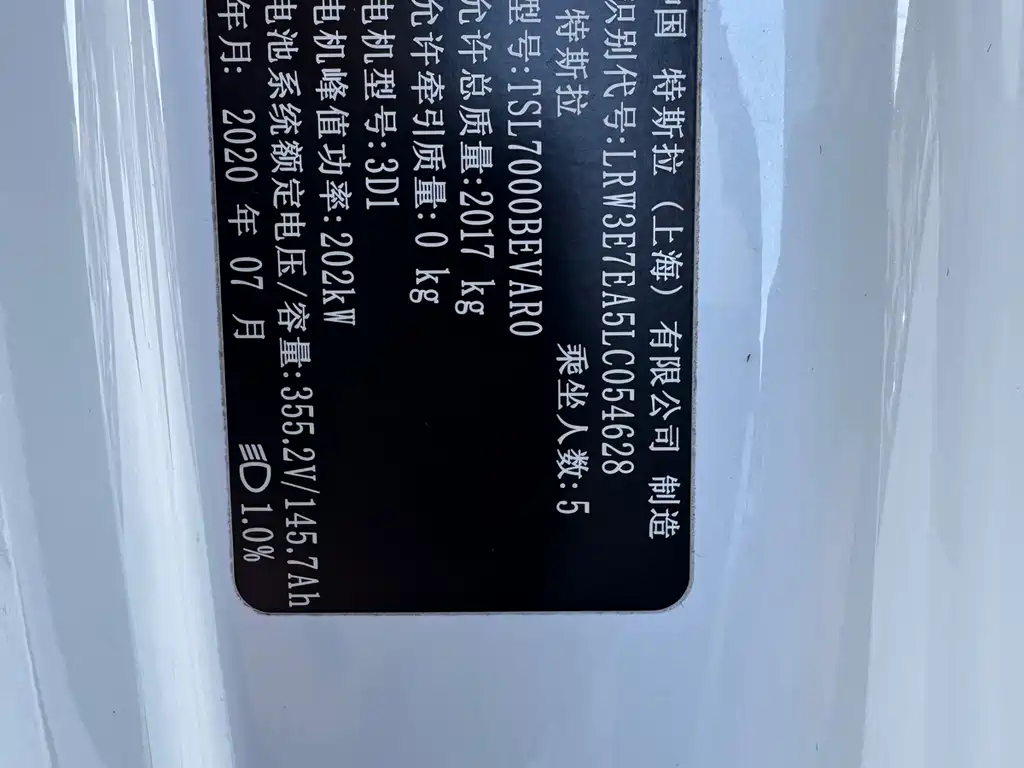 中国 特斯拉 (上海) 有限公司 制造
识别代号:LRW3E7EA5LC054628
特斯拉 乘坐人数:5
型号:TSL7000BEVAR0
允许总质量:2017 kg
允许牵引质量:0 kg
电机型号:3D1
电机峰值功率:202kW
电池系统额定电压/容量:355.2V/145.7Ah
年月: 2020 年 07 月 1.0%